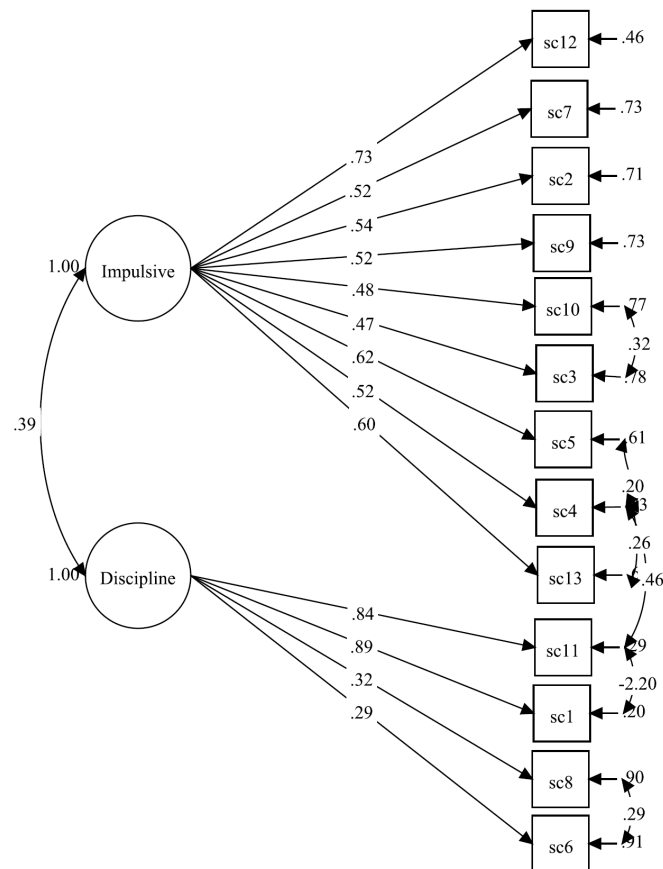 sc12
.46
sc7
.73
.73
sc2
.71
.52
.54
sc9
.73
.52
1.00
Impulsive
.48
sc10
.77
.47
.32
.62
sc3
.78
.52
.39
.60
sc5
.61
.20
sc4
.26
sc13
.46
1.00
Discipline
.84
sc11
.29
.89
.32
-2.20
.29
sc1
.20
sc8
.90
.29
sc6
.91